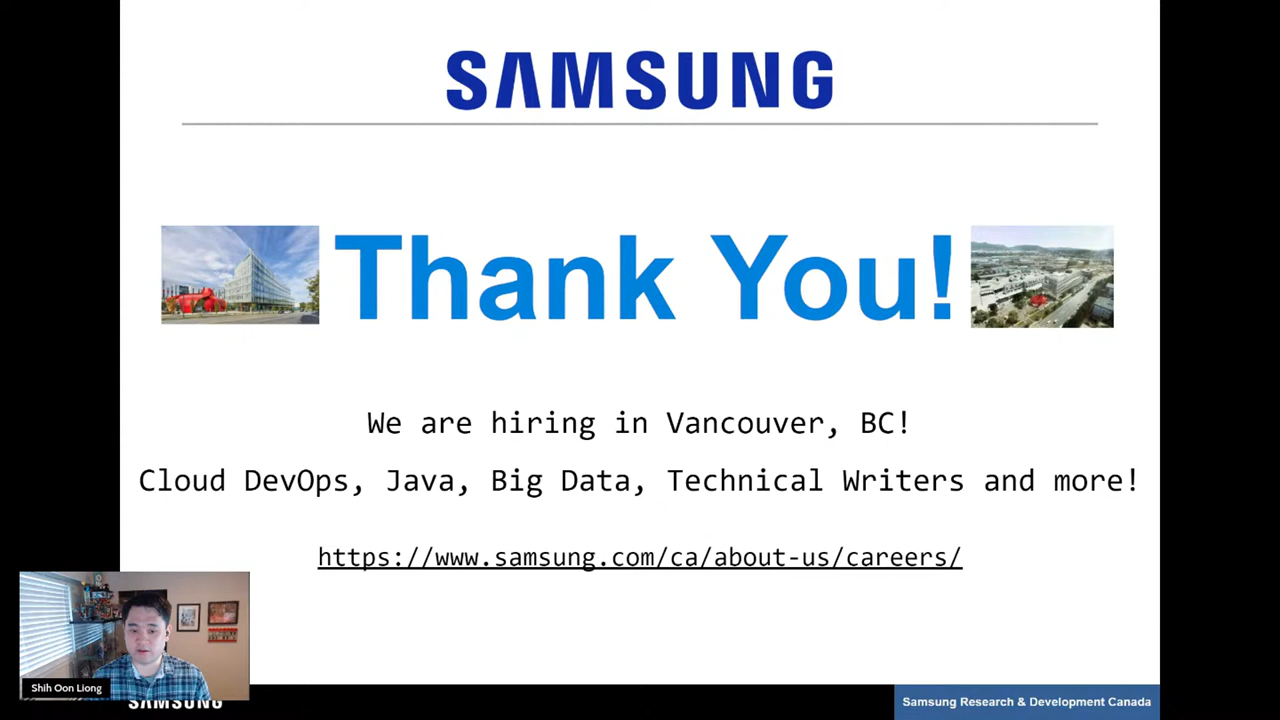 SAMSUNG
Thank You!
We are hiring in Vancouver, BC!
Cloud DevOps, Java, Big Data, Technical Writers and more!
https://www.samsung.com/ca/about-us/careers/
Shih Oon Liong
SAMSUNG
Samsung Research & Development Canada